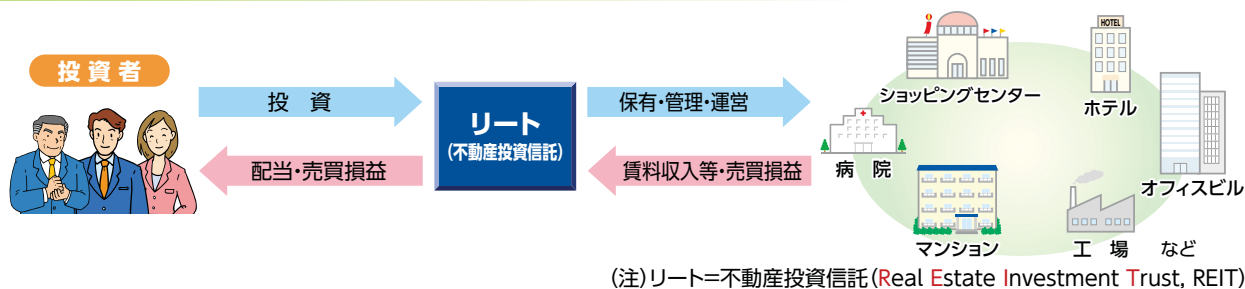 投資者
投 資
配当・売買損益
リート
(不動産投資信託)
保有・管理・運営
賃料収入等・売買損益
ショッピングセンター
HOTEL
ホテル
病 院
オフィスビル
マンション
工 場 など
(注)リート=不動産投資信託(Real Estate Investment Trust, REIT)